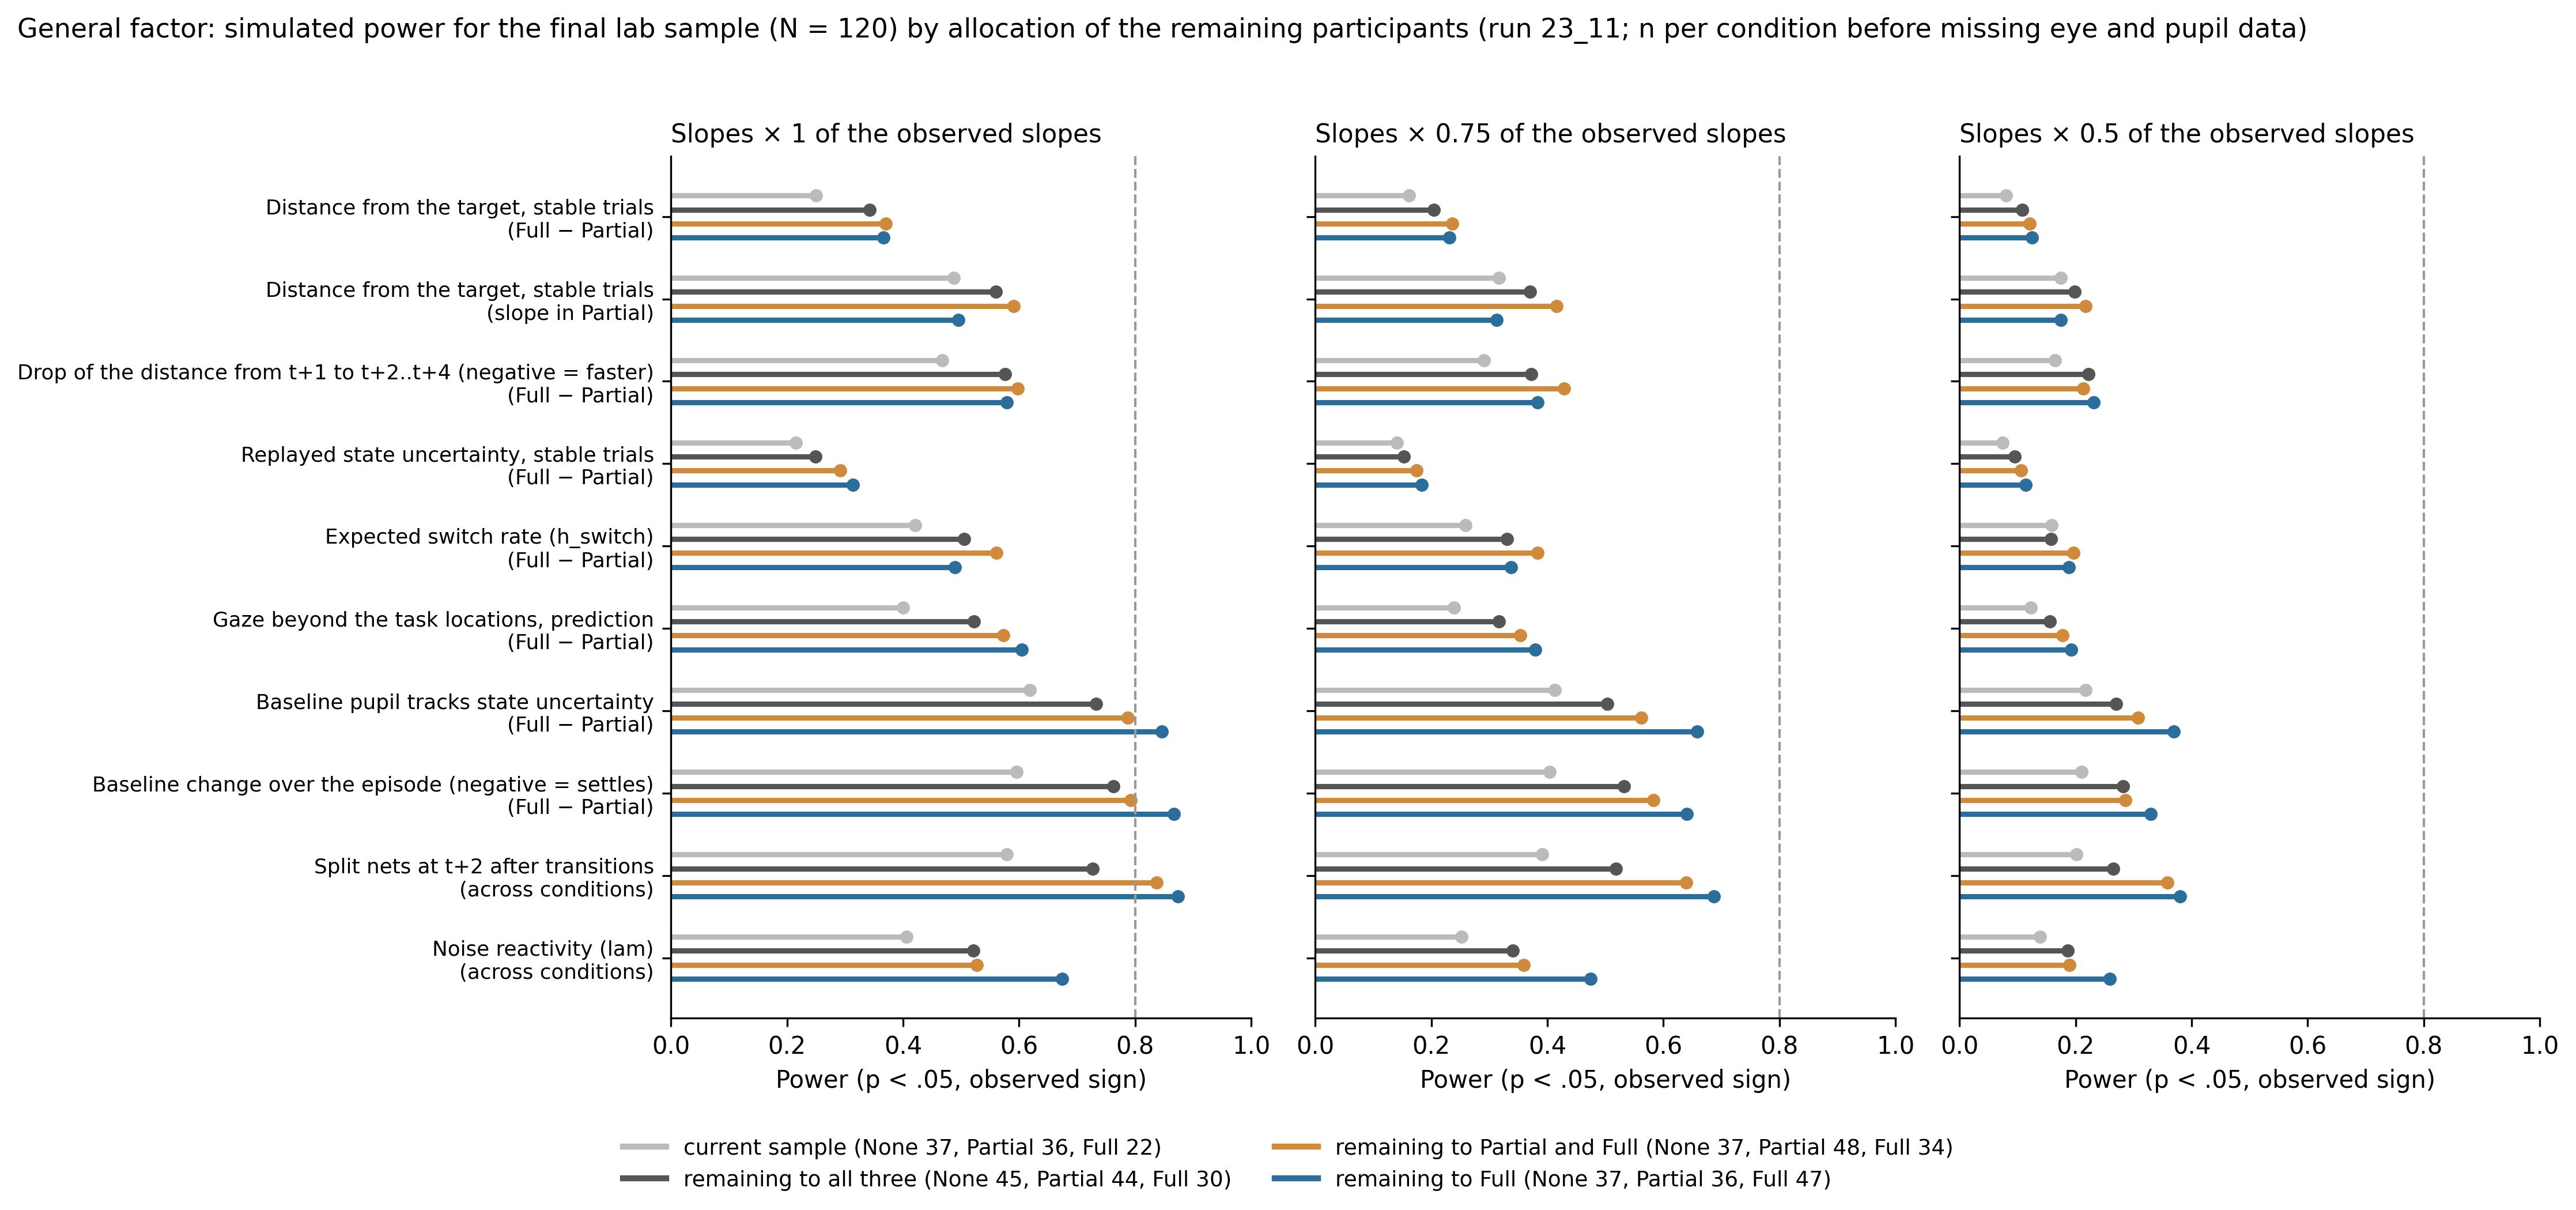 General factor: simulated power for the final lab sample (N = 120) by allocation of the remaining participants (run 23_11; n per condition before missing eye and pupil data)
Slopes × 1 of the observed slopes
Slopes × 0.75 of the observed slopes
Slopes × 0.5 of the observed slopes
Distance from the target, stable trials
(Full − Partial)
Distance from the target, stable trials
(slope in Partial)
Drop of the distance from t+1 to t+2..t+4 (negative = faster)
(Full − Partial)
Replayed state uncertainty, stable trials
(Full − Partial)
Expected switch rate (h_switch)
(Full − Partial)
Gaze beyond the task locations, prediction
(Full − Partial)
Baseline pupil tracks state uncertainty
(Full − Partial)
Baseline change over the episode (negative = settles)
(Full − Partial)
Split nets at t+2 after transitions
(across conditions)
Noise reactivity (lam)
(across conditions)
0.0 0.2 0.4 0.6 0.8 1.0
0.0 0.2 0.4 0.6 0.8 1.0
0.0 0.2 0.4 0.6 0.8 1.0
Power (p < .05, observed sign)
Power (p < .05, observed sign)
Power (p < .05, observed sign)
current sample (None 37, Partial 36, Full 22)
remaining to all three (None 45, Partial 44, Full 30)
remaining to Partial and Full (None 37, Partial 48, Full 34)
remaining to Full (None 37, Partial 36, Full 47)